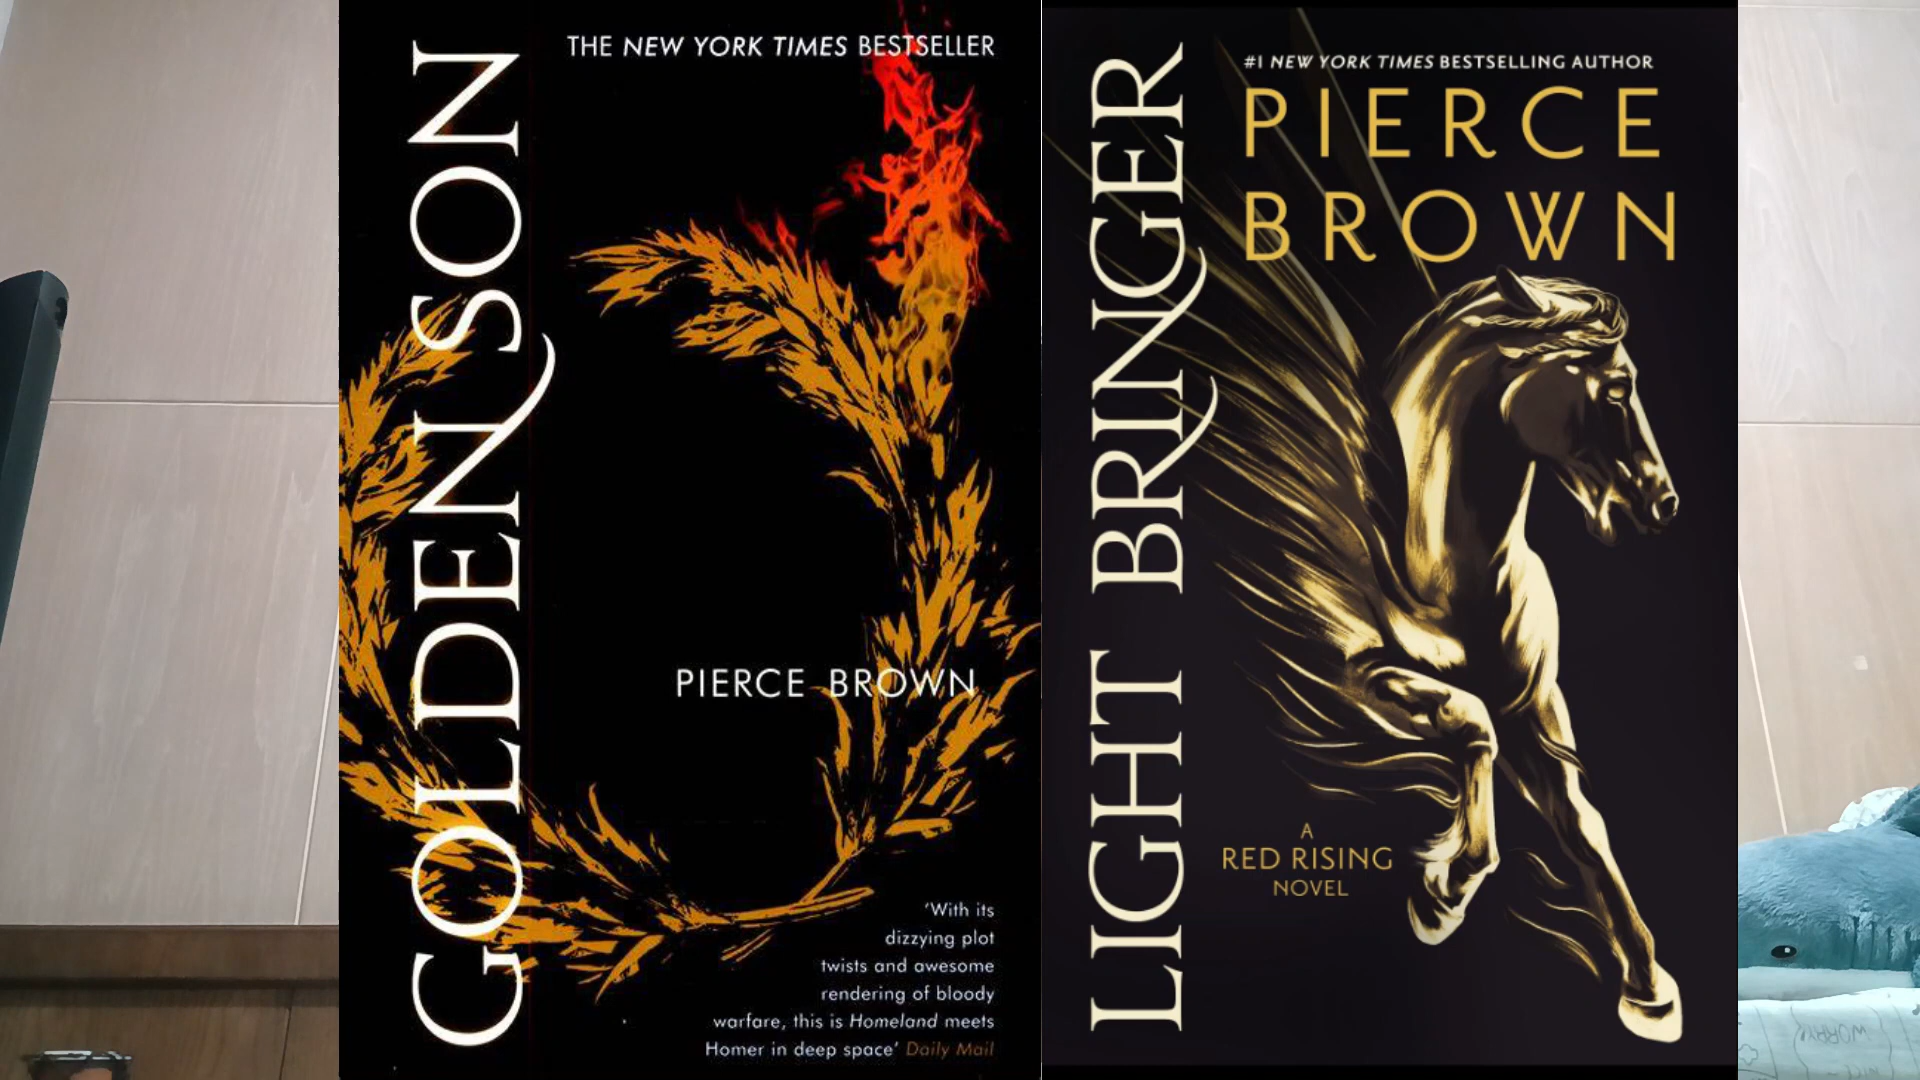 GOLDEN SON
THE NEW YORK TIMES BESTSELLER
PIERCE BROWN
'With its
dizzying plot
twists and awesome
rendering of bloody
warfare, this is Homeland meets
Homer in deep space' Daily Mail
LIGHT BRINGER
#1 NEW YORK TIMES BESTSELLING AUTHOR
PIERCE
BROWN
A
RED RISING
NOVEL
WORRY